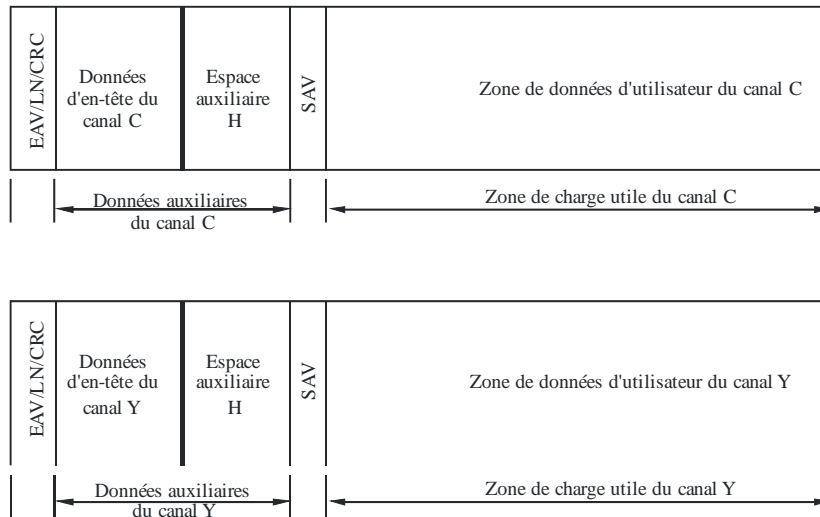 EAV/LN/CRC
Données
d'en-tête du
canal C
Espace
auxiliaire
H
SAV
Zone de données d'utilisateur du canal C
Données auxiliaires
du canal C
Zone de charge utile du canal C
EAV/LN/CRC
Données
d'en-tête du
canal Y
Espace
auxiliaire
H
SAV
Zone de données d'utilisateur du canal Y
Données auxiliaires
du canal Y
Zone de charge utile du canal Y